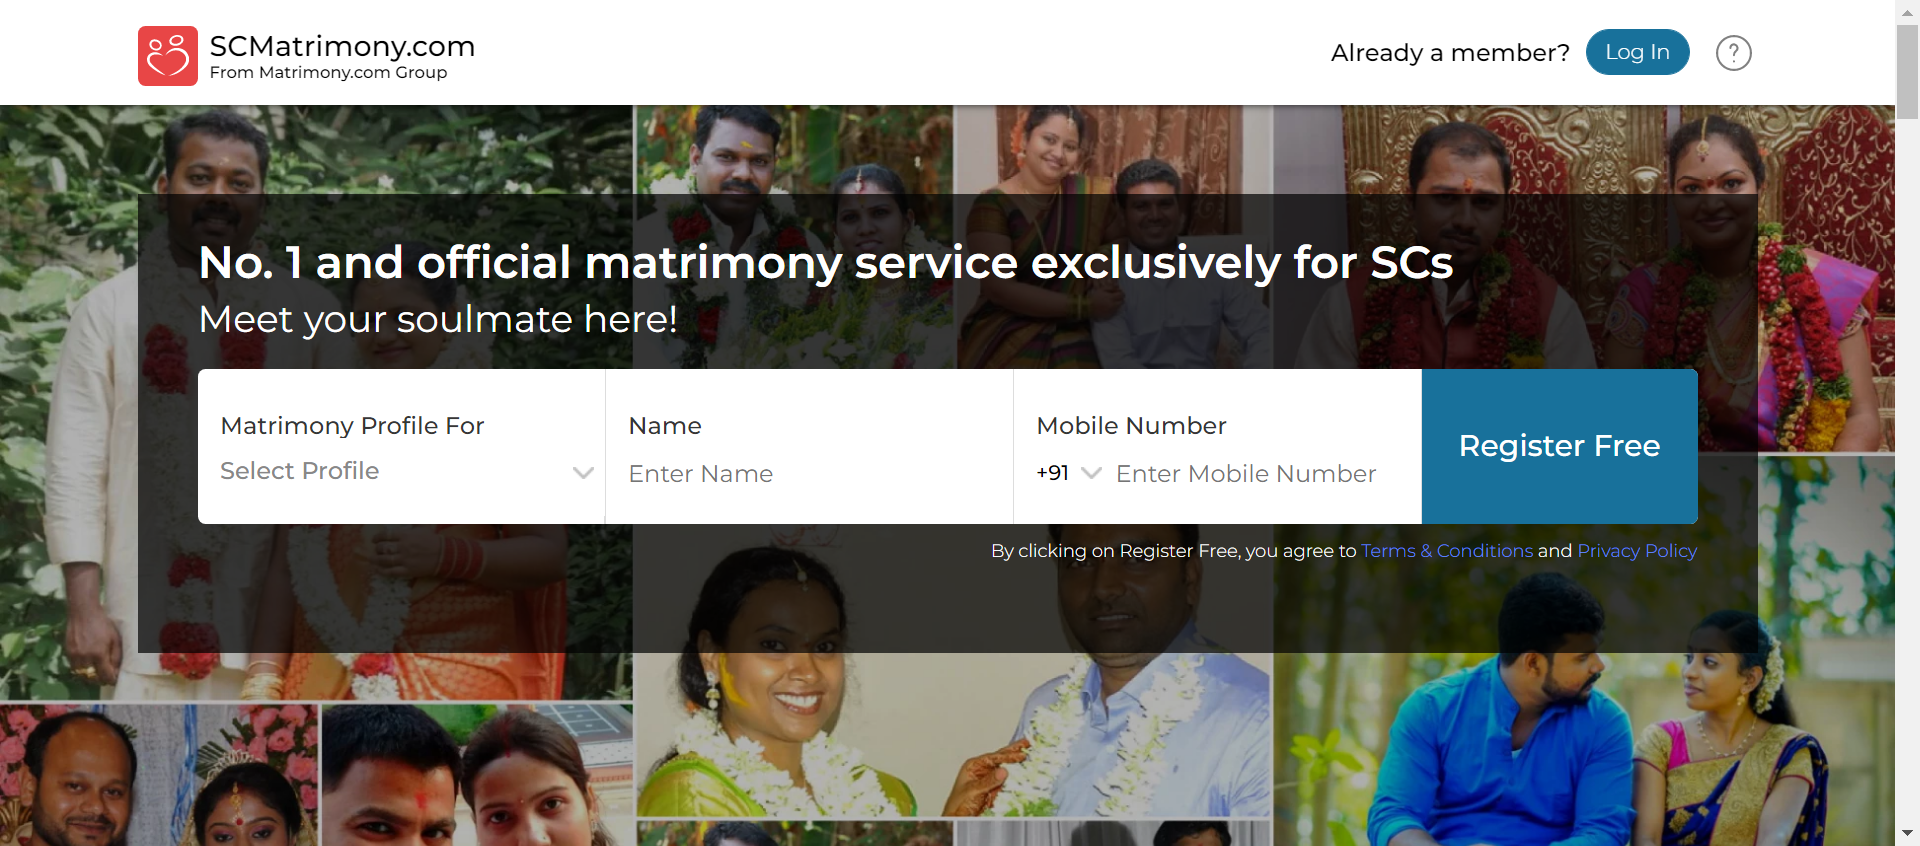 SCMatrimony.com
From Matrimony.com Group
Already a member?
Log In
?
No. 1 and official matrimony service exclusively for SCs
Meet your soulmate here!
Matrimony Profile For
Select Profile
Name
Enter Name
Mobile Number
+91
Enter Mobile Number
Register Free
By clicking on Register Free, you agree to Terms & Conditions and Privacy Policy